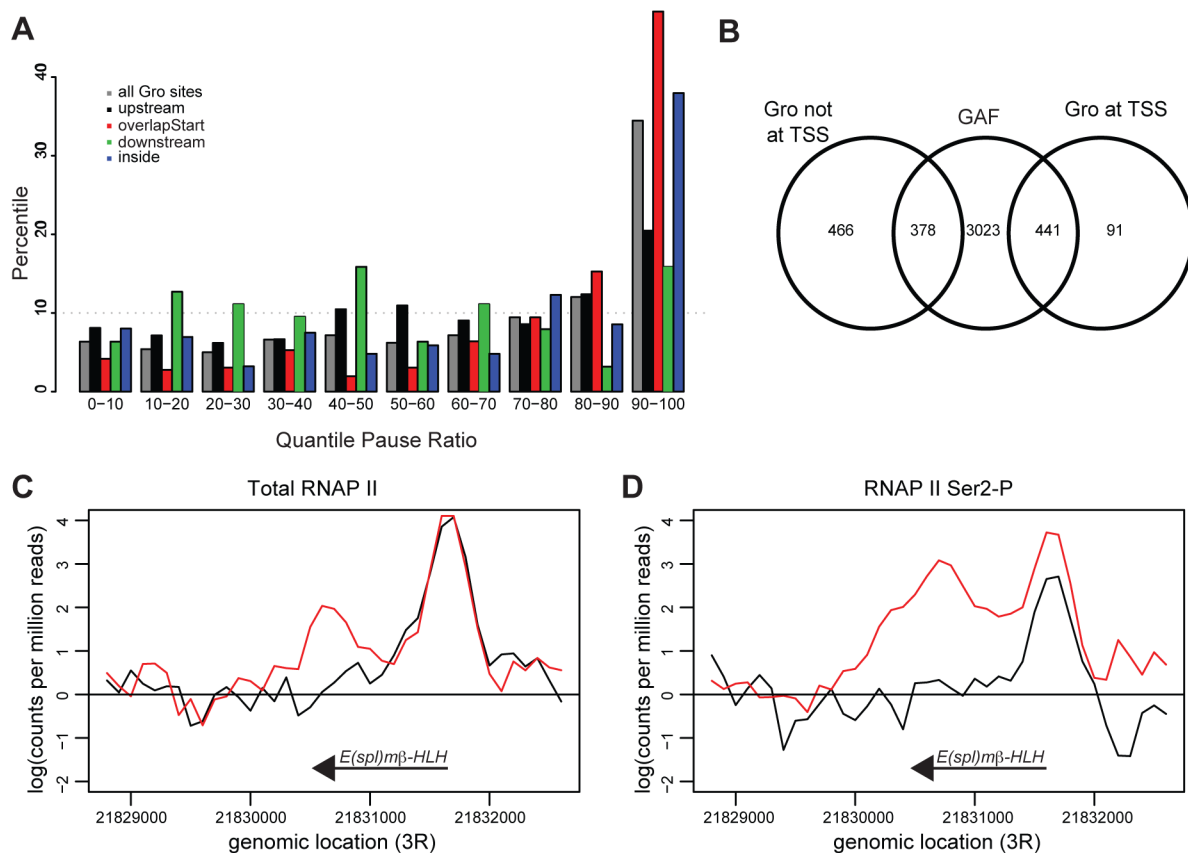 A
B
40
30
20
10
0
Percentile
all Gro sites
upstream
overlapStart
downstream
inside
0-10 10-20 20-30 30-40 40-50 50-60 60-70 70-80 80-90 90-100
Quantile Pause Ratio
Gro not
at TSS
GAF
Gro at TSS
466 378 3023 441 91
C
Total RNAP II
log(counts per million reads)
4
3
2
1
0
-1
-2
E(spl)mβ-HLH
21829000 21830000 21831000 21832000
genomic location (3R)
D
RNAP II Ser2-P
log(counts per million reads)
4
3
2
1
0
-1
-2
E(spl)mβ-HLH
21829000 21830000 21831000 21832000
genomic location (3R)